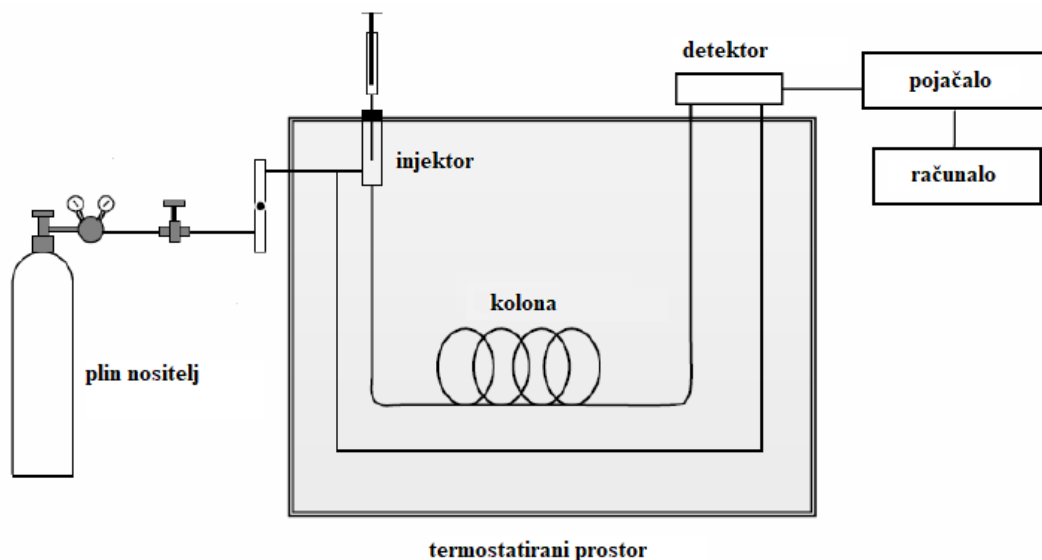 detektor
pojačalo
injektor
računalo
kolona
plin nositelj
termostatirani prostor